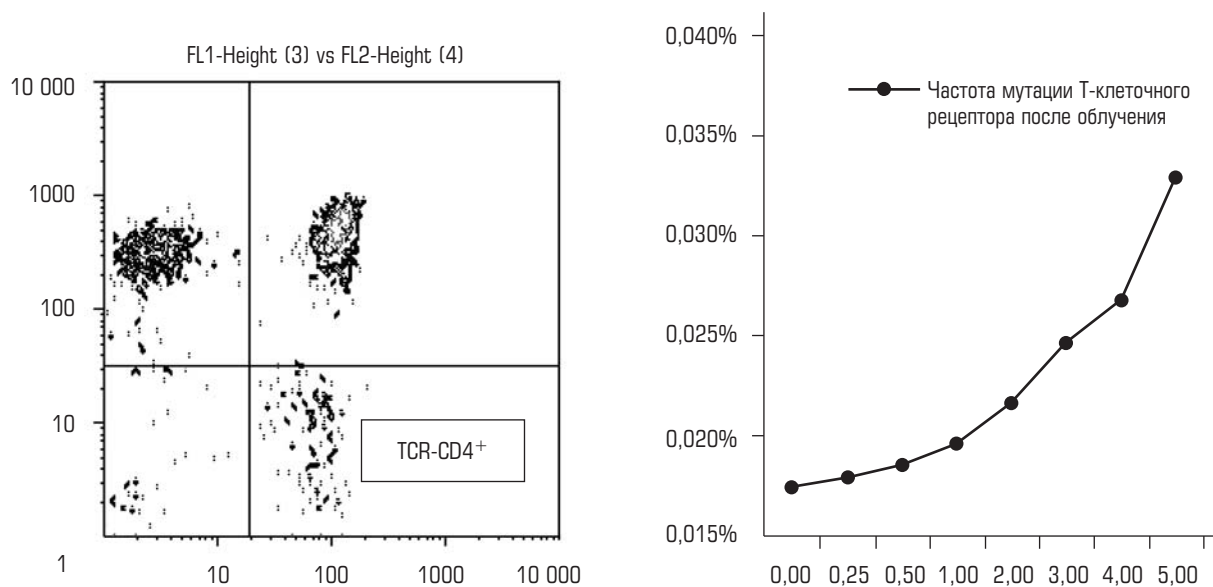 FL1-Height (3) vs FL2-Height (4)
10 000
1000
100
10
1
TCR-CD4+
10 100 1000 10 000
0,040%
0,035%
0,030%
0,025%
0,020%
0,015%
Частота мутации Т-клеточного
рецептора после облучения
0,00 0,25 0,50 1,00 2,00 3,00 4,00 5,00